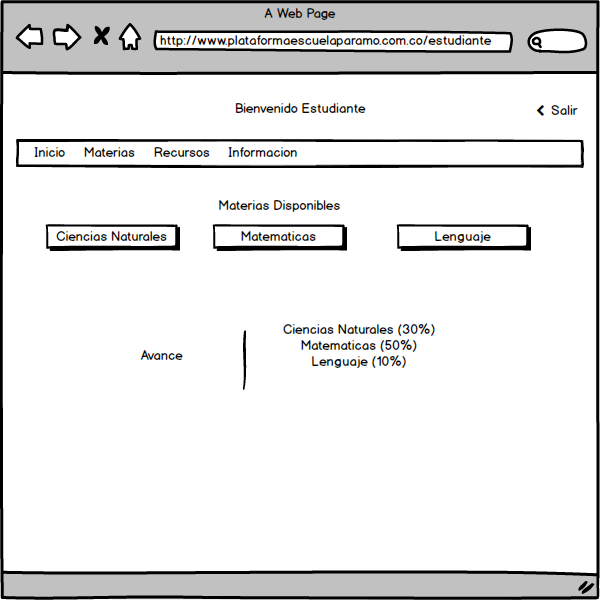 A Web Page
http://www.plataformaescuelaparamo.com.co/estudiante
Bienvenido Estudiante
Salir
Inicio Materias Recursos Informacion
Materias Disponibles
Ciencias Naturales Matematicas Lenguaje
Avance
Ciencias Naturales (30%)
Matematicas (50%)
Lenguaje (10%)